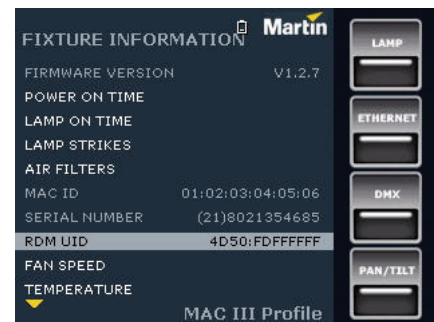 Martin
FIXTURE INFORMATION
FIRMWARE VERSION V1.2.7
POWER ON TIME
LAMP ON TIME
LAMP STRIKES
AIR FILTERS
MAC ID 01:02:03:04:05:06
SERIAL NUMBER (21)8021354685
RDM UID 4D50:FDFFFFFF
FAN SPEED
TEMPERATURE
MAC III Profile
LAMP
ETHERNET
DMX
PAN/TILT